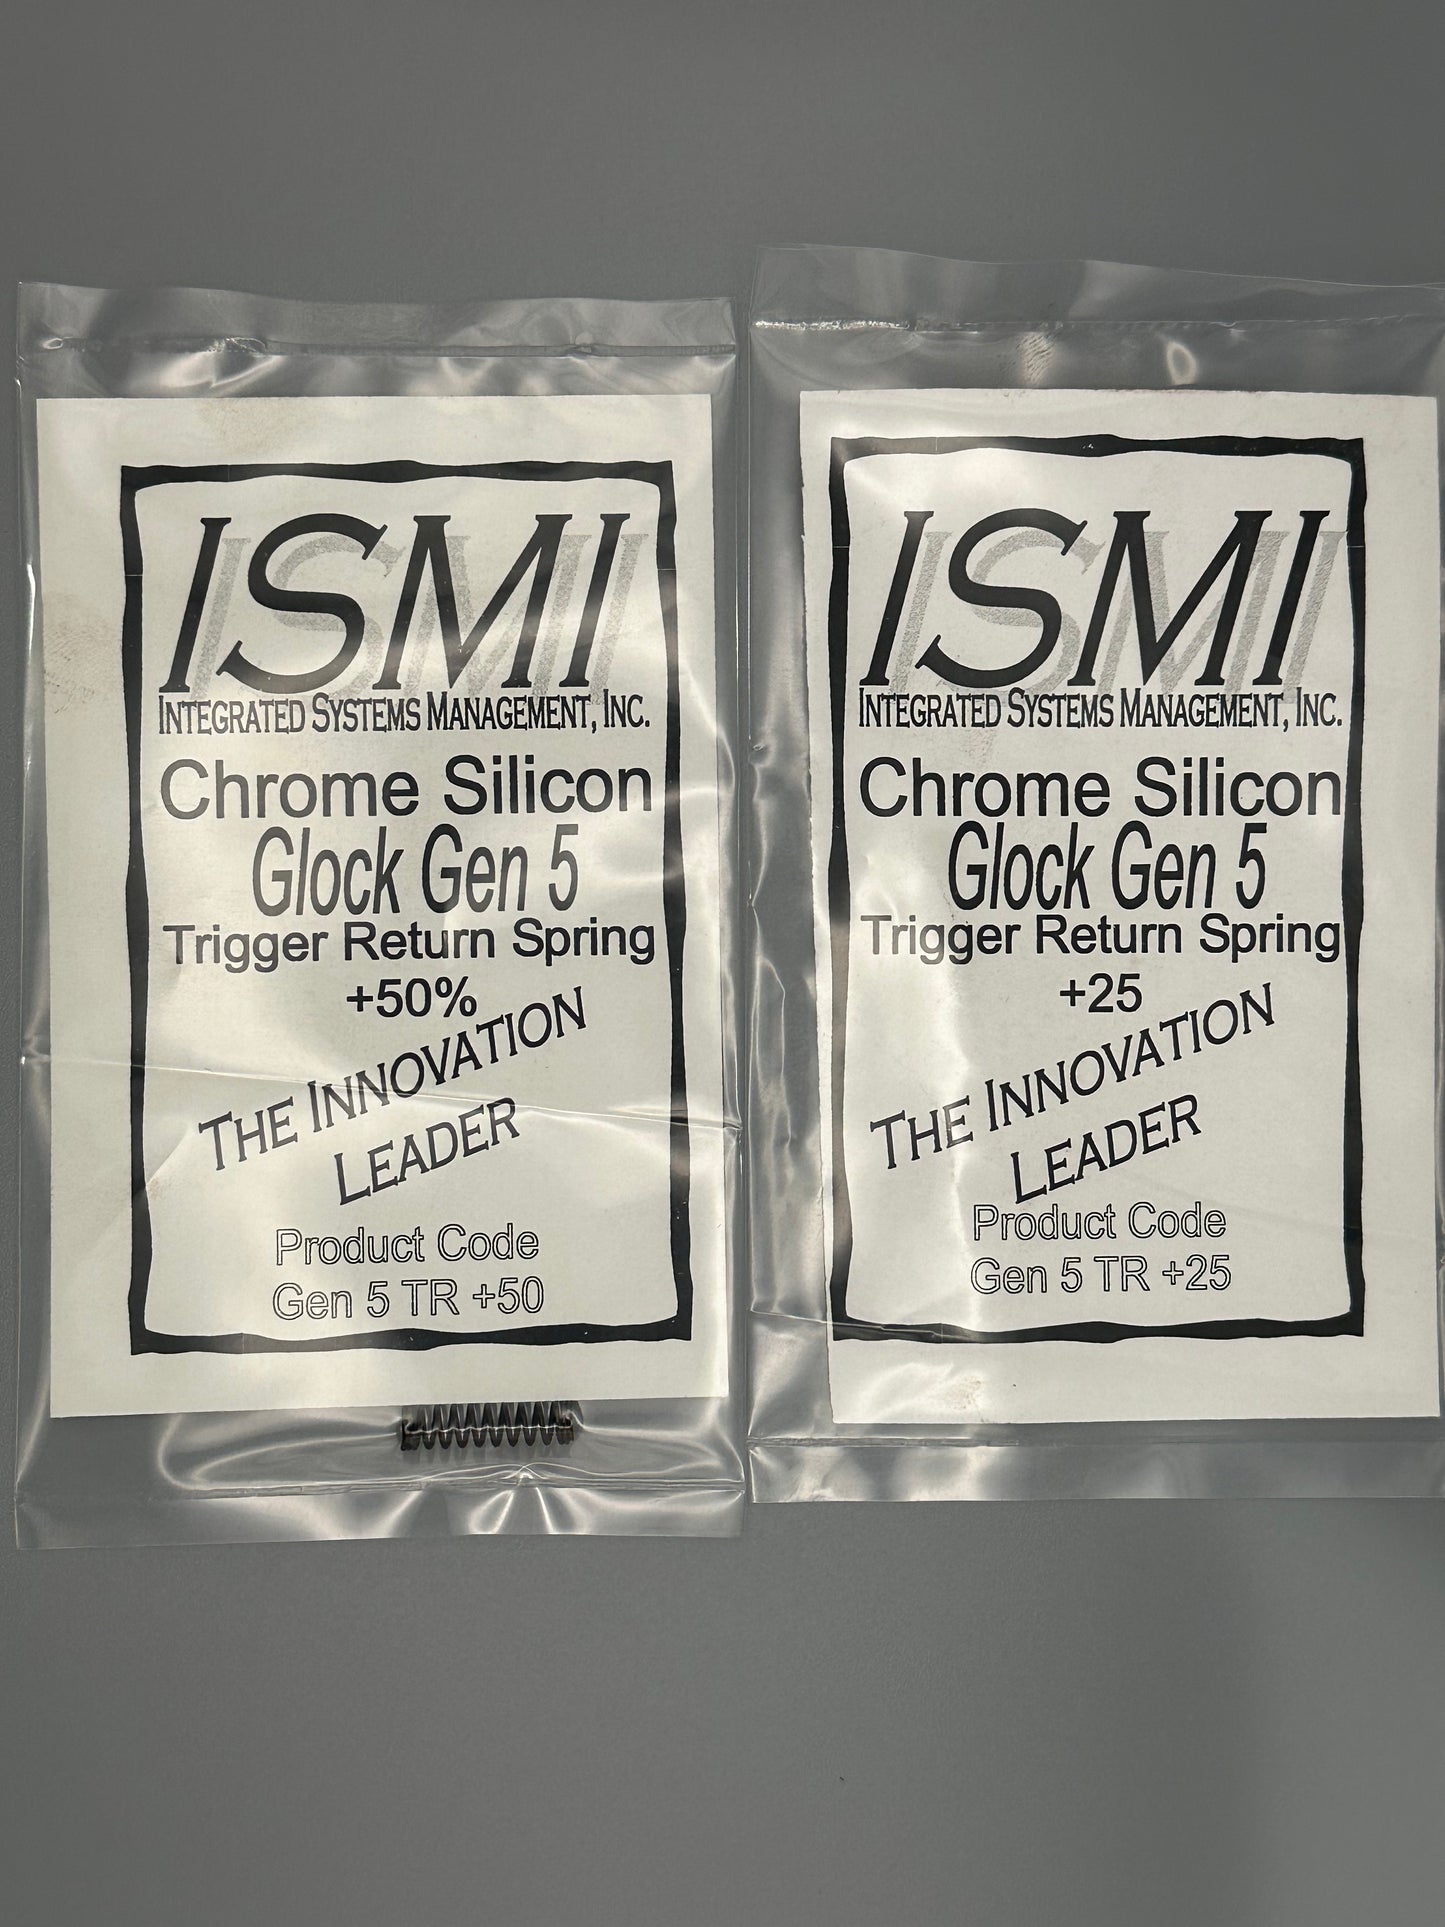 ISMI
INTEGRATED SYSTEMS MANAGEMENT, INC.
Chrome Silicon
Glock Gen 5
Trigger Return Spring
+50%
THE INNOVATION
LEADER
Product Code
Gen 5 TR +50
ISMI
INTEGRATED SYSTEMS MANAGEMENT, INC.
Chrome Silicon
Glock Gen 5
Trigger Return Spring
+25
THE INNOVATION
LEADER
Product Code
Gen 5 TR +25